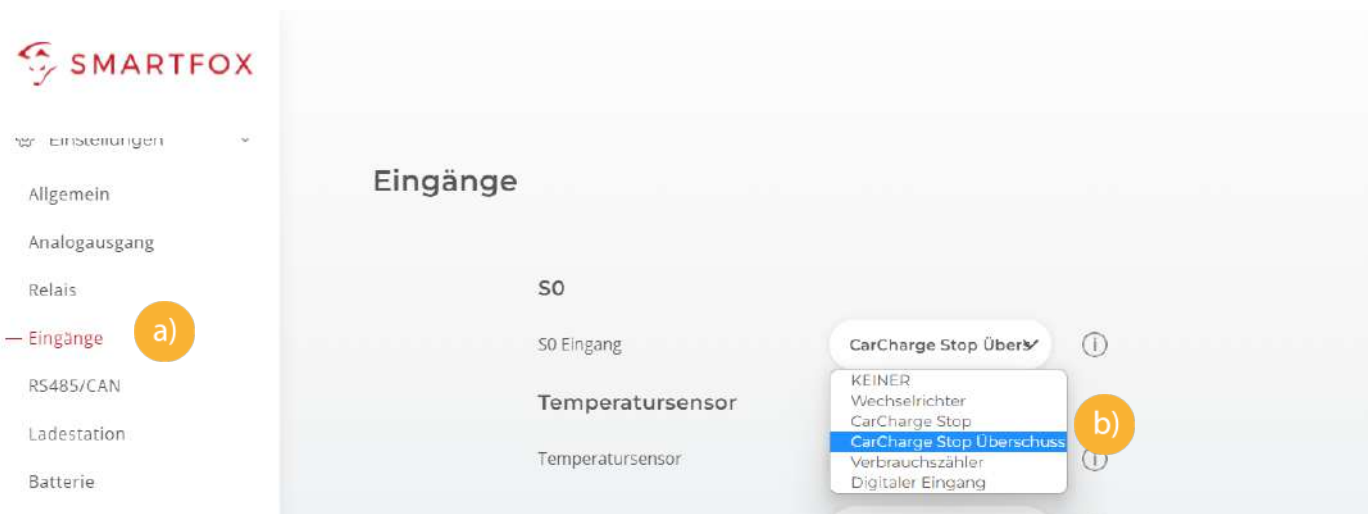 SMARTFOX
Einstellungen
Allgemein
Analogausgang
Relais
Eingänge
a)
RS485/CAN
Ladestation
Batterie
Eingänge
S0
S0 Eingang
CarCharge Stop Übers
KEINER
Wechselrichter
CarCharge Stop
CarCharge Stop Überschuss
Verbrauchszähler
Digitaler Eingang
b)
Temperatursensor
Temperatursensor